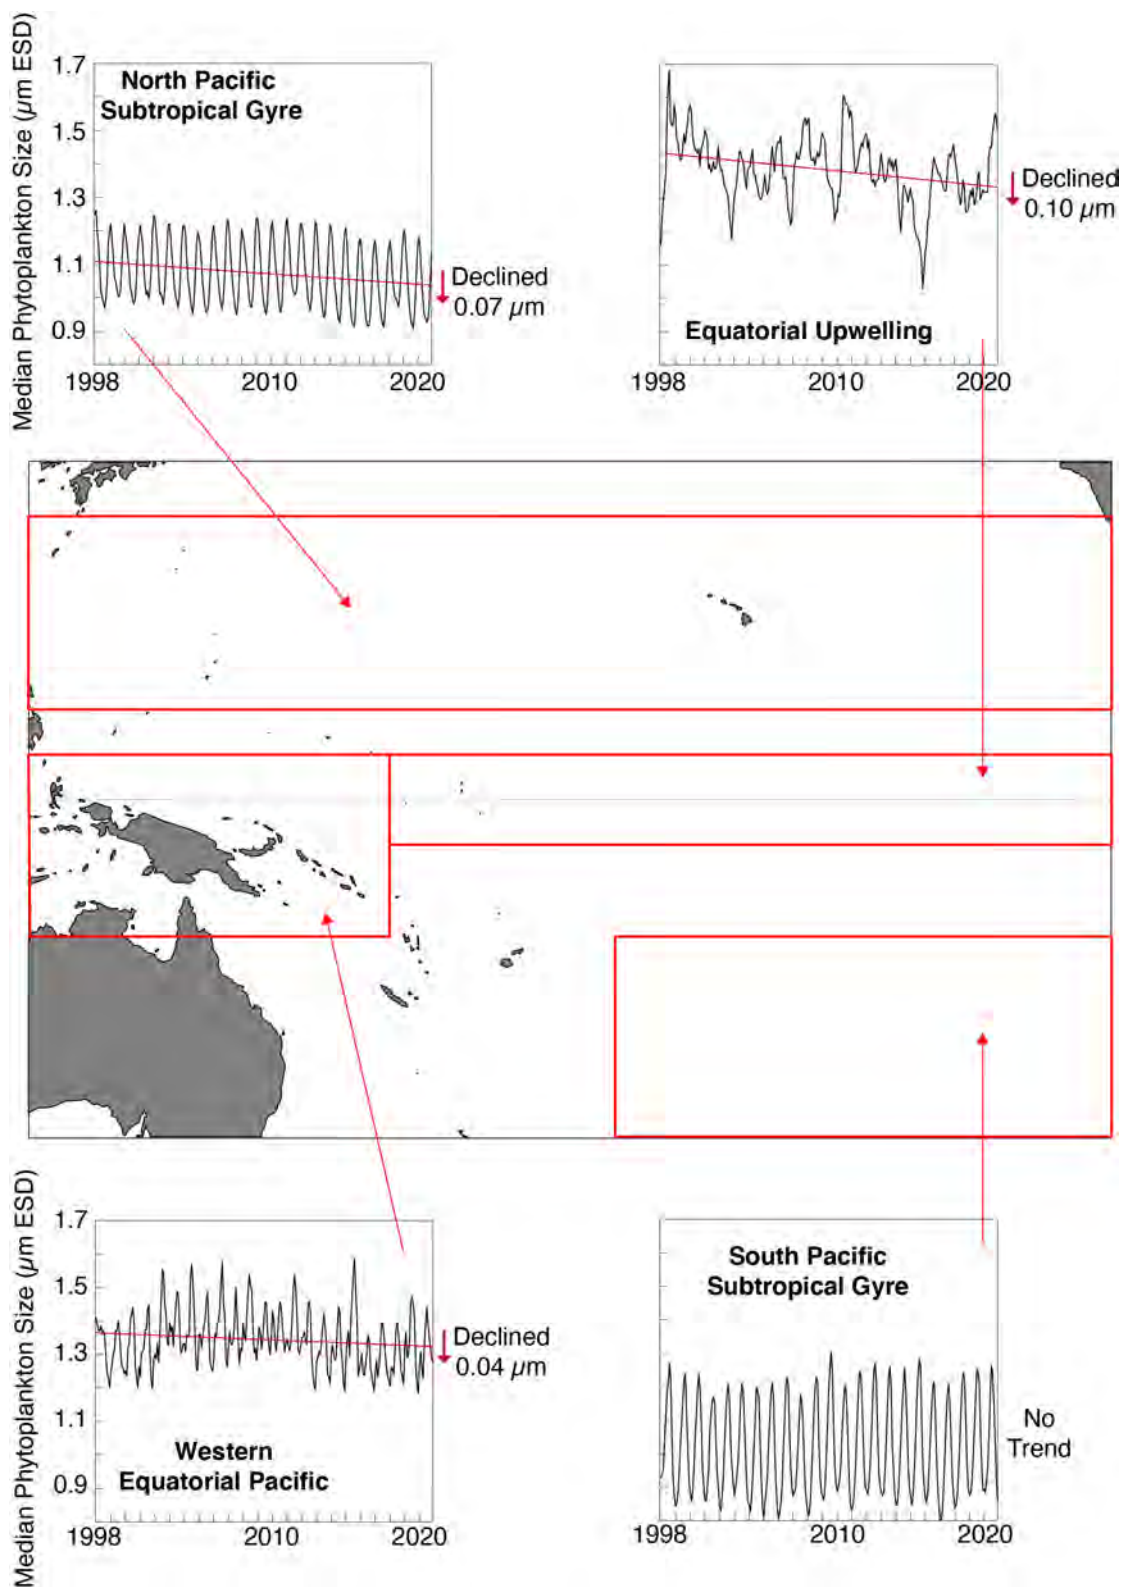 Median Phytoplankton Size (µm ESD)
1.7
1.5
1.3
1.1
0.9
North Pacific
Subtropical Gyre
Declined
0.07 µm
1998
2010
2020
Equatorial Upwelling
Declined
0.10 µm
1998
2010
2020
Median Phytoplankton Size (µm ESD)
1.7
1.5
1.3
1.1
0.9
Western
Equatorial Pacific
Declined
0.04 µm
1998
2010
2020
South Pacific
Subtropical Gyre
No
Trend
1998
2010
2020